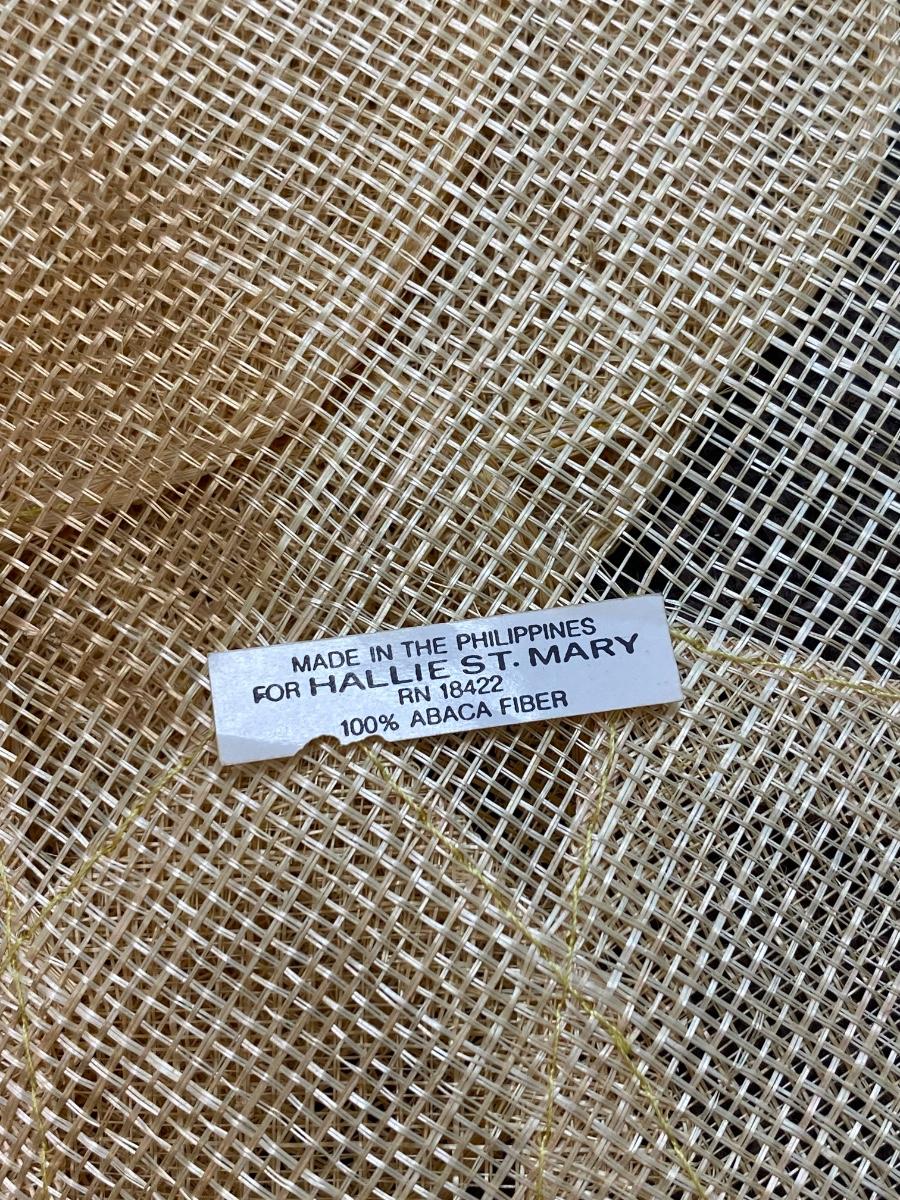 MADE IN THE PHILIPPINES
FOR HALLIE ST. MARY
RN 18422
100% ABACA FIBER